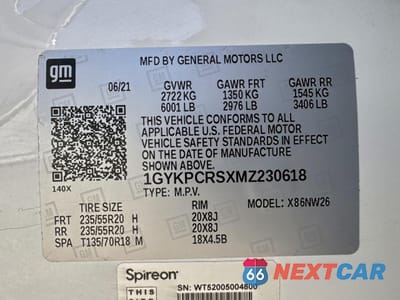 MFD BY GENERAL MOTORS LLC
gm
06/21 GVWR GAWR FRT GAWR RR
2722 KG 1350 KG 1545 KG
6001 LB 2976 LB 3406 LB
THIS VEHICLE CONFORMS TO ALL
APPLICABLE U.S. FEDERAL MOTOR
VEHICLE SAFETY STANDARDS IN
EFFECT ON THE DATE OF MANUFACTURE
SHOWN ABOVE.
1GYKPCRSXMZ230618
140X
TYPE: M.P.V. MODEL: X86NW26
TIRE SIZE RIM
FRT 235/55R20 H 20X8J
RR 235/55R20 H 20X8J
SPA T135/70R18 M 18X4.5B
Spireon
THIS S/N: WT52005004800
66 NEXTCAR